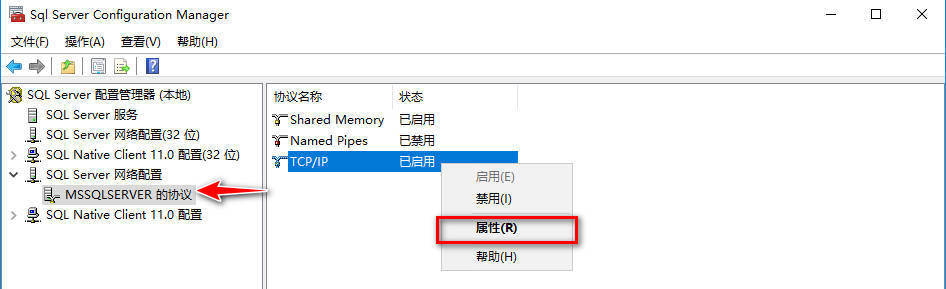 Sql Server Configuration Manager
文件(F) 操作(A) 查看(V) 帮助(H)
SQL Server 配置管理器 (本地)
SQL Server 服务
SQL Server 网络配置(32 位)
SQL Native Client 11.0 配置(32 位)
SQL Server 网络配置
MSSQLSERVER 的协议
SQL Native Client 11.0 配置
协议名称 状态
Shared Memory 已启用
Named Pipes 已禁用
TCP/IP 已启用
启用(E)
禁用(I)
属性(R)
帮助(H)